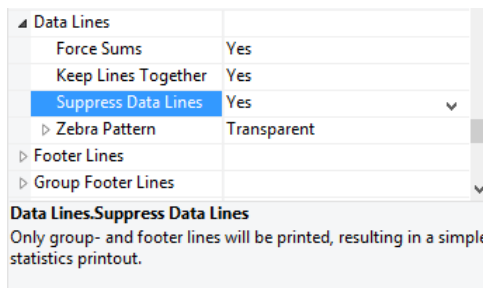 Data Lines
Force Sums Yes
Keep Lines Together Yes
Suppress Data Lines Yes
Zebra Pattern Transparent
Footer Lines
Group Footer Lines
Data Lines.Suppress Data Lines
Only group- and footer lines will be printed, resulting in a simple
statistics printout.